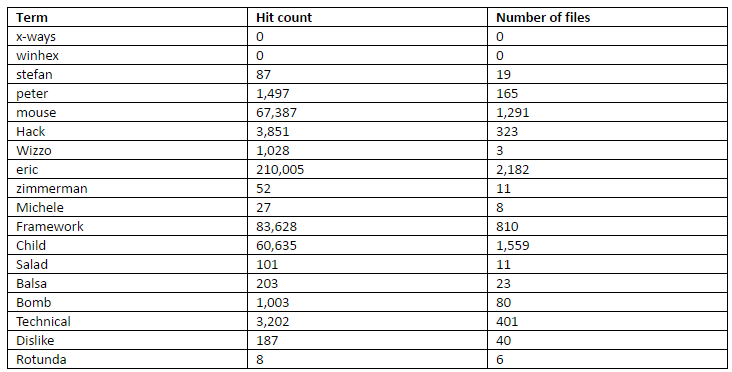 Term Hit count Number of files
x-ways 0 0
winhex 0 0
stefan 87 19
peter 1,497 165
mouse 67,387 1,291
Hack 3,851 323
Wizzo 1,028 3
eric 210,005 2,182
zimmerman 52 11
Michele 27 8
Framework 83,628 810
Child 60,635 1,559
Salad 101 11
Balsa 203 23
Bomb 1,003 80
Technical 3,202 401
Dislike 187 40
Rotunda 8 6